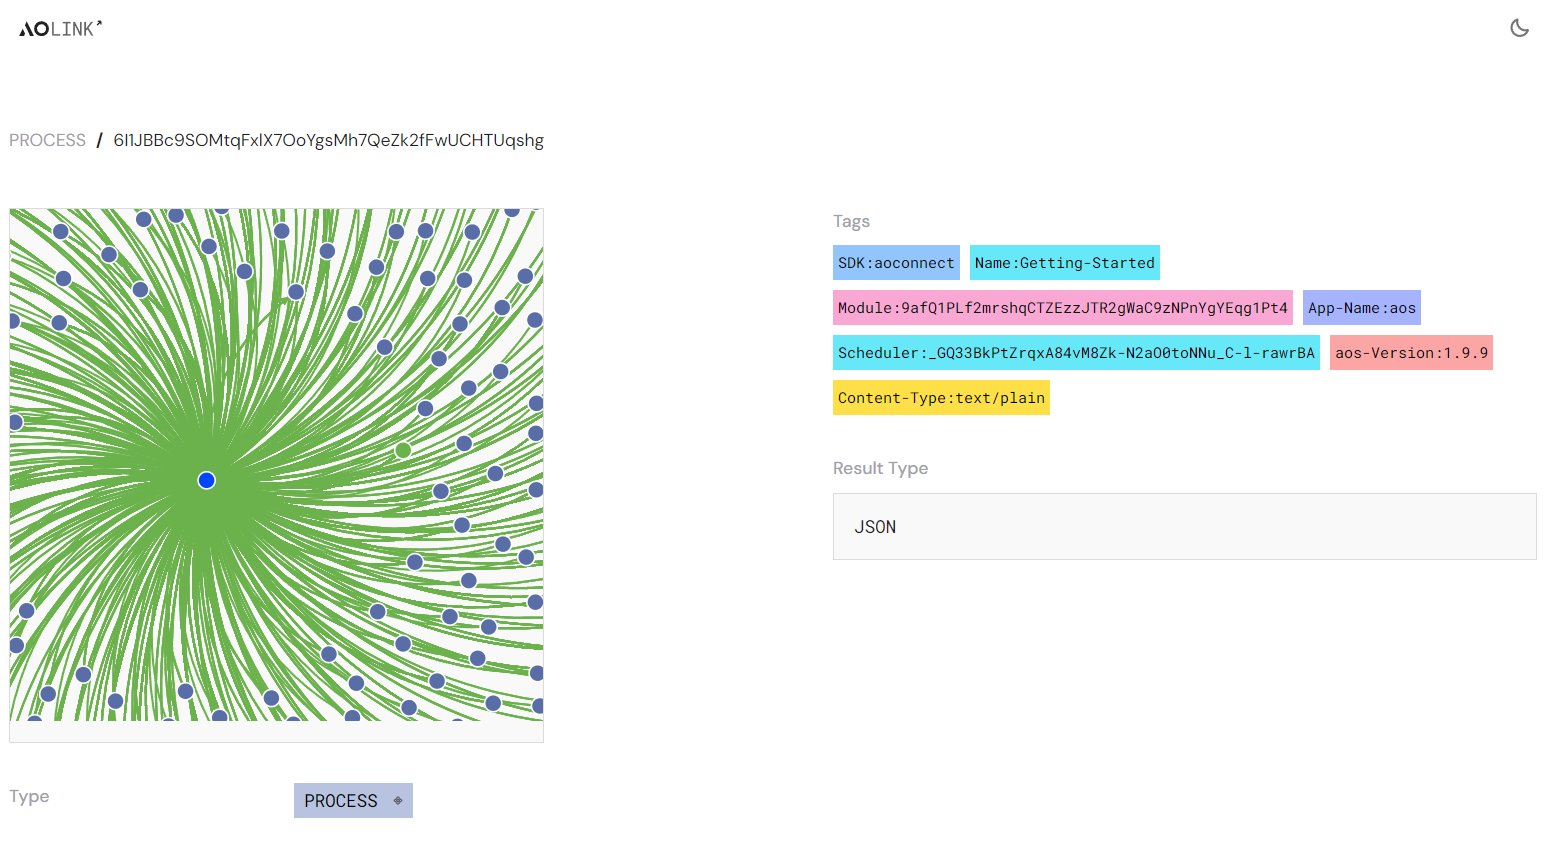 AOLINK
PROCESS / 6I1JBBc9SOMtqFxlX7OoYgsMh7QeZk2fFwUCHTUqshg
Tags
SDK:aoconnect Name:Getting-Started
Module:9afQ1PLf2mrshqCTZEzzJTR2gWaC9zNPnYgYEqg1Pt4 App-Name:aos
Scheduler:_GQ33BkPtZrqxA84vM8Zk-N2aO0toNNu_C-l-rawrBA aos-Version:1.9.9
Content-Type:text/plain
Result Type
JSON
Type PROCESS